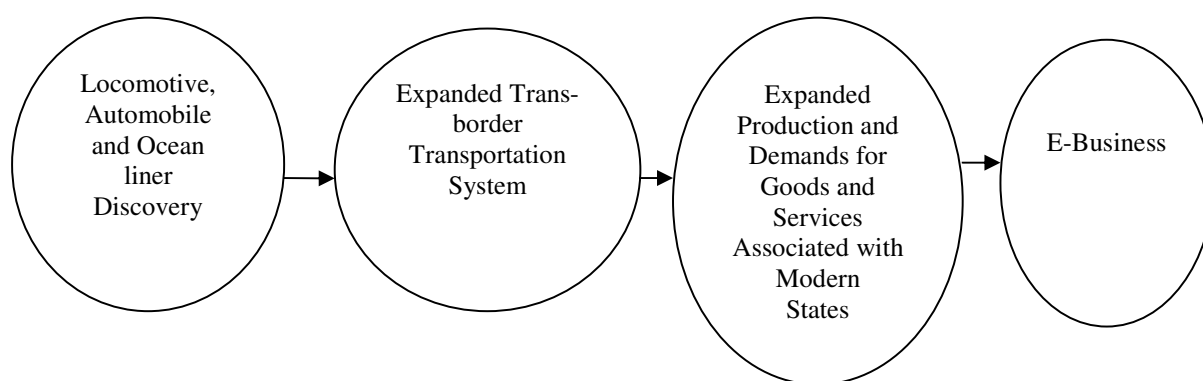 Locomotive,
Automobile
and Ocean
liner
Discovery
Expanded Trans-
border
Transportation
System
Expanded
Production and
Demands for
Goods and
Services
Associated with
Modern
States
E-Business